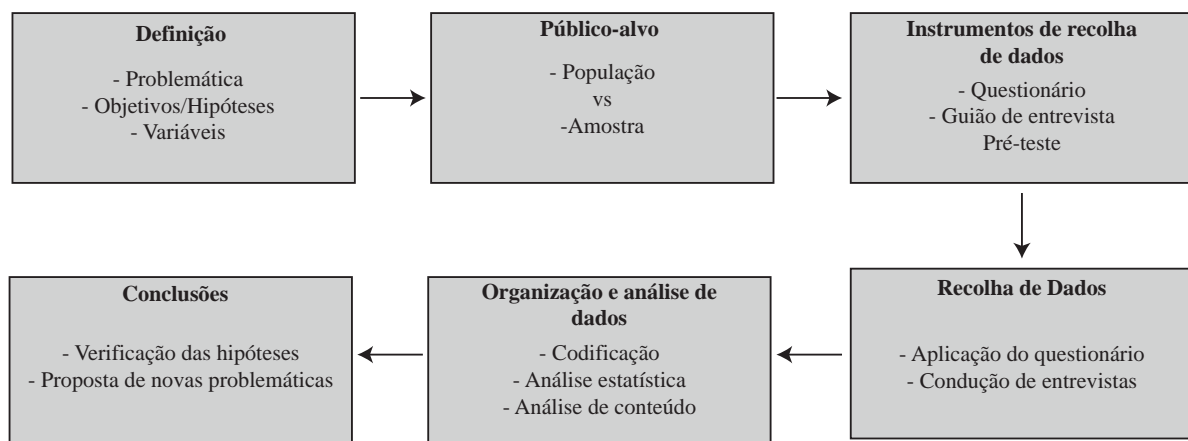 Definição
- Problemática
- Objetivos/Hipóteses
- Variáveis
Público-alvo
- População
vs
-Amostra
Instrumentos de recolha
de dados
- Questionário
- Guião de entrevista
Pré-teste
Recolha de Dados
- Aplicação do questionário
- Condução de entrevistas
Organização e análise de
dados
- Codificação
- Análise estatística
- Análise de conteúdo
Conclusões
- Verificação das hipóteses
- Proposta de novas problemáticas